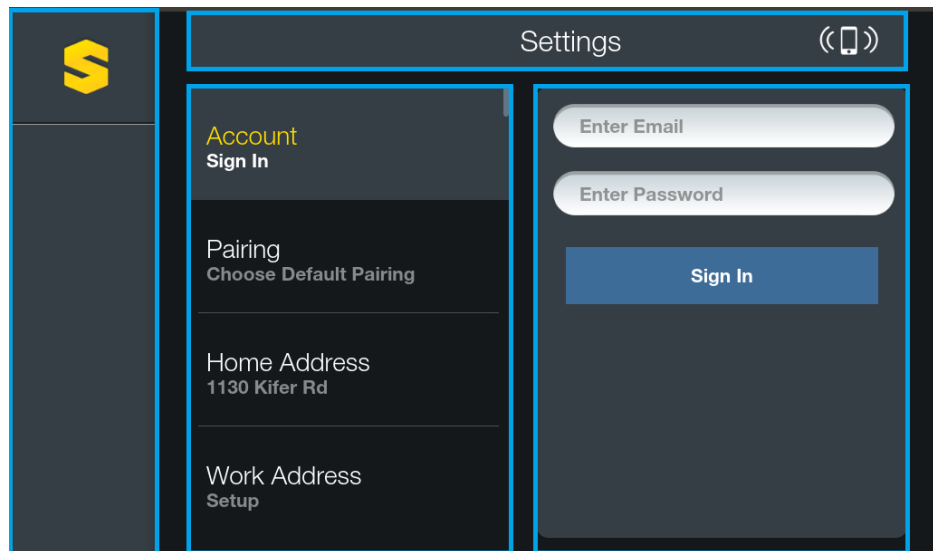 Settings
Account
Sign In
Pairing
Choose Default Pairing
Home Address
1130 Kifer Rd
Work Address
Setup
Enter Email
Enter Password
Sign In